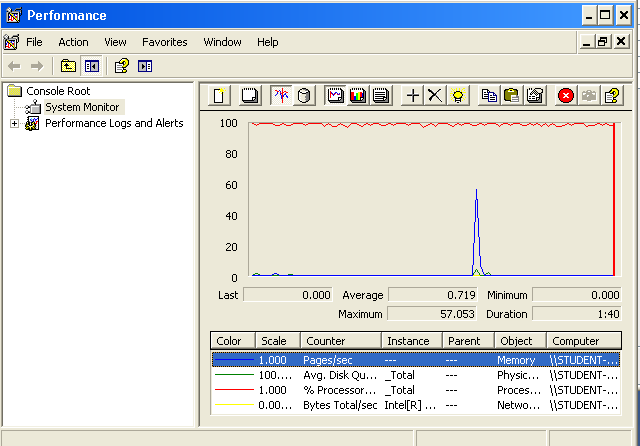 Performance
File Action View Favorites Window Help
Console Root
System Monitor
Performance Logs and Alerts
100
80
60
40
20
0
Last 0.000 Average 0.719 Minimum 0.000
Maximum 57.053 Duration 1:40
Color Scale Counter Instance Parent Object Computer
1.000 Pages/sec --- --- Memory \\STUDENT-...
100.... Avg. Disk Qu... _Total --- Physic... \\STUDENT-...
1.000 % Processor... _Total --- Proces... \\STUDENT-...
0.00... Bytes Total/sec Intel[R] ... --- Netwo... \\STUDENT-...